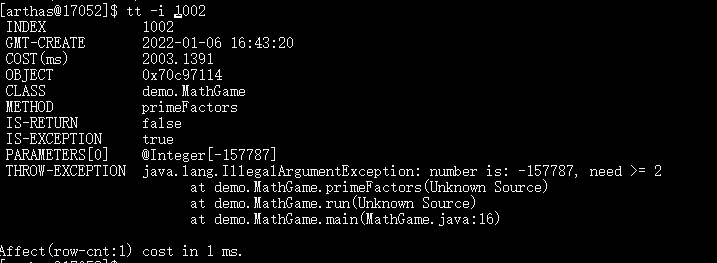 [arthas@17052]$ tt -i 1002
INDEX 1002
GMT-CREATE 2022-01-06 16:43:20
COST(ms) 2003.1391
OBJECT 0x70c97114
CLASS demo.MathGame
METHOD primeFactors
IS-RETURN false
IS-EXCEPTION true
PARAMETERS[0] @Integer[-157787]
THROW-EXCEPTION java.lang.IllegalArgumentException: number is: -157787, need >= 2
at demo.MathGame.primeFactors(Unknown Source)
at demo.MathGame.run(Unknown Source)
at demo.MathGame.main(MathGame.java:16)
Affect(row-cnt:1) cost in 1 ms.